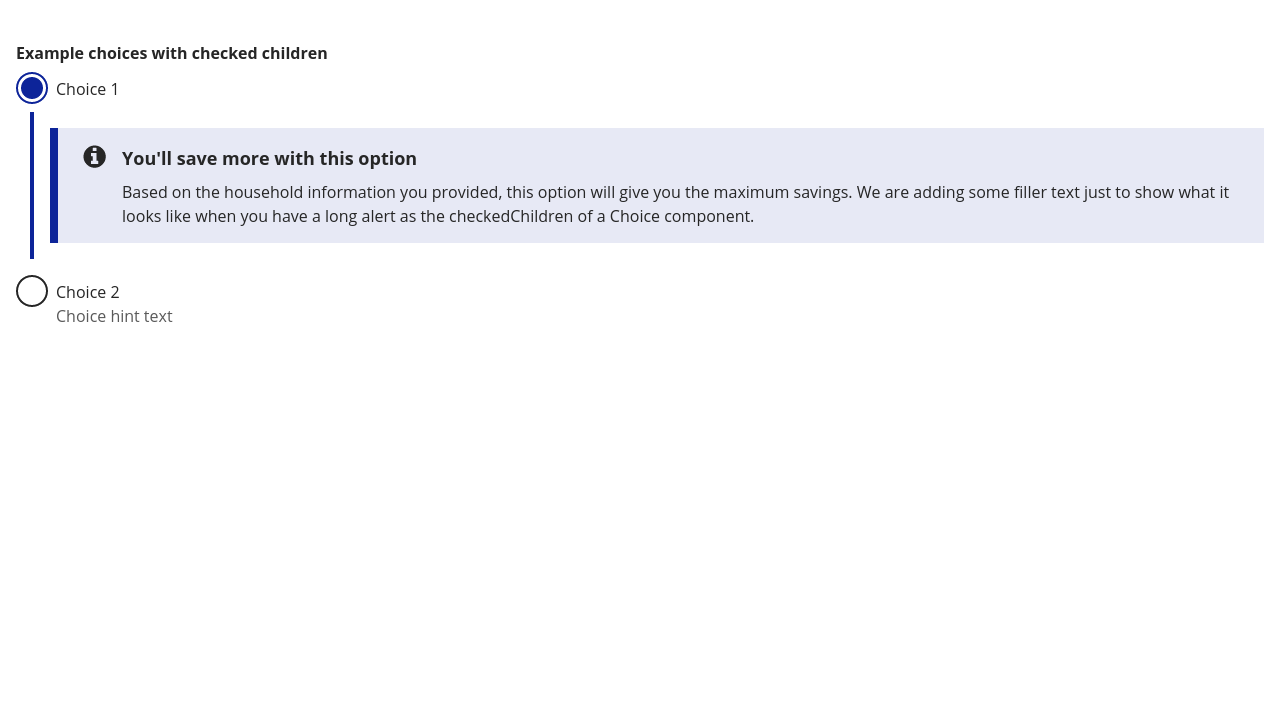 Example choices with checked children
Choice 1
You'll save more with this option
Based on the household information you provided, this option will give you the maximum savings. We are adding some filler text just to show what it
looks like when you have a long alert as the checkedChildren of a Choice component.
Choice 2
Choice hint text